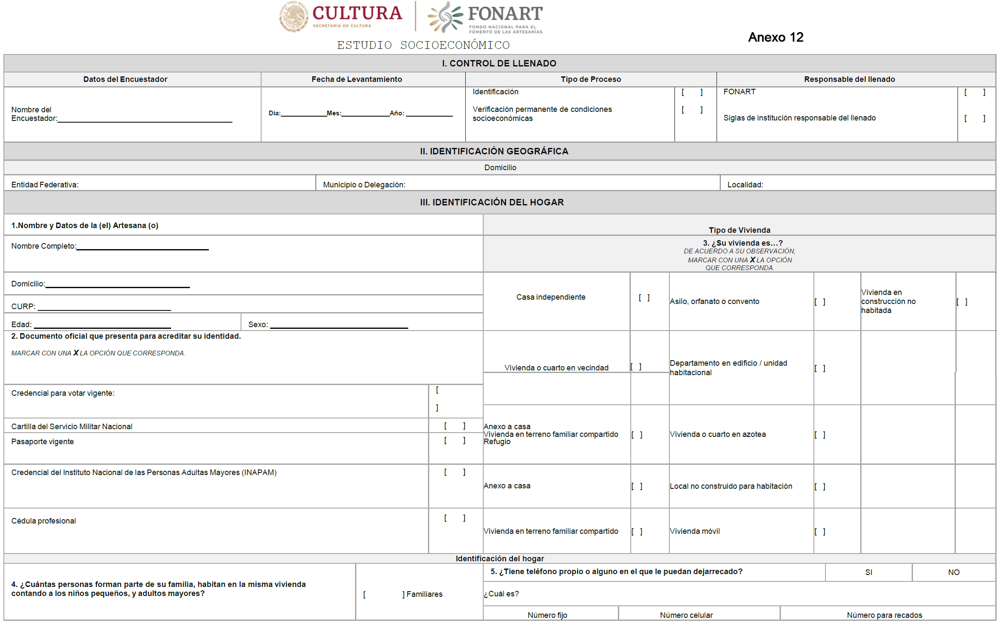 ESTADOS UNIDOS MEXICANOS
CULTURA
SECRETARÍA DE CULTURA
FONART
FONDO NACIONAL PARA EL
FOMENTO DE LAS ARTESANÍAS
Anexo 12
ESTUDIO SOCIOECONÓMICO
I. CONTROL DE LLENADO
Datos del Encuestador
Fecha de Levantamiento
Tipo de Proceso
Responsable del llenado
Nombre del
Encuestador:
Día: Mes: Año:
Identificación [ ]
Verificación permanente de condiciones [ ]
socioeconómicas
FONART [ ]
Siglas de institución responsable del llenado [ ]
II. IDENTIFICACIÓN GEOGRÁFICA
Domicilio
Entidad Federativa:
Municipio o Delegación:
Localidad:
III. IDENTIFICACIÓN DEL HOGAR
1.Nombre y Datos de la (el) Artesana (o)
Nombre Completo:
Domicilio:
CURP:
Edad:
Sexo:
2. Documento oficial que presenta para acreditar su identidad.
MARCAR CON UNA X LA OPCIÓN QUE CORRESPONDA.
Credencial para votar vigente: [
]
Cartilla del Servicio Militar Nacional [ ]
Pasaporte vigente [ ]
Credencial del Instituto Nacional de las Personas Adultas Mayores (INAPAM) [ ]
Cédula profesional [ ]
Tipo de Vivienda
3. ¿Su vivienda es...?
DE ACUERDO A SU OBSERVACIÓN,
MARCAR CON UNA X LA OPCIÓN
QUE CORRESPONDA.
Casa independiente [ ]
Asilo, orfanato o convento [ ]
Vivienda en
construcción no
habitada
[ ]
Vivienda o cuarto en vecindad [ ]
Departamento en edificio / unidad
habitacional
[ ]
Anexo a casa
Vivienda en terreno familiar compartido [ ]
Refugio
Vivienda o cuarto en azotea [ ]
Anexo a casa [ ]
Local no construido para habitación [ ]
Vivienda en terreno familiar compartido [ ]
Vivienda móvil [ ]
Identificación del hogar
4. ¿Cuántas personas forman parte de su familia, habitan en la misma vivienda
contando a los niños pequeños, y adultos mayores?
[ ] Familiares
5. ¿Tiene teléfono propio o alguno en el que le puedan dejarrecado?
SI
NO
¿Cuál es?
Número fijo
Número celular
Número para recados